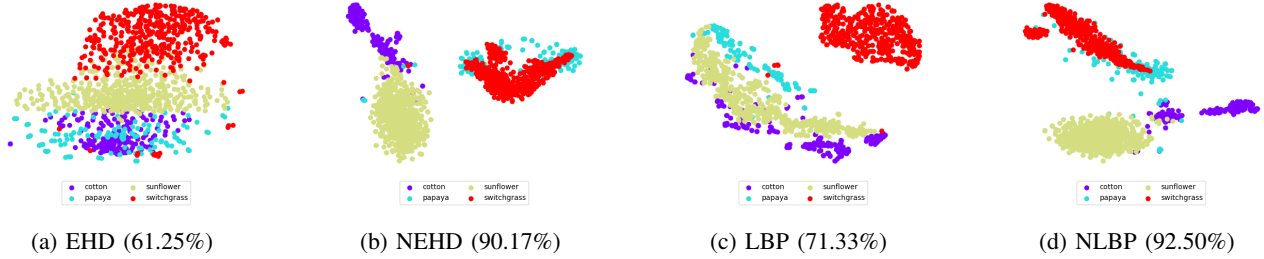 cotton sunflower
papaya switchgrass
cotton sunflower
papaya switchgrass
cotton sunflower
papaya switchgrass
cotton sunflower
papaya switchgrass
(a) EHD (61.25%)
(b) NEHD (90.17%)
(c) LBP (71.33%)
(d) NLBP (92.50%)